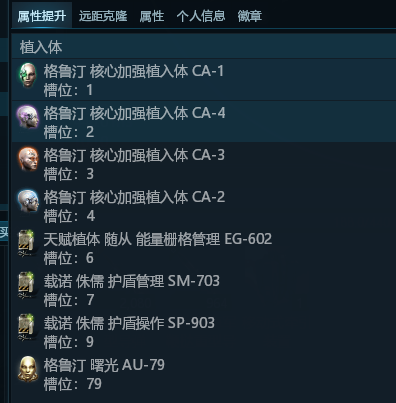 属性提升 远距克隆 属性 个人信息 徽章
植入体
格鲁汀 核心加强植入体 CA-1
槽位：1
格鲁汀 核心加强植入体 CA-4
槽位：2
格鲁汀 核心加强植入体 CA-3
槽位：3
格鲁汀 核心加强植入体 CA-2
槽位：4
天赋植体 随从 能量栅格管理 EG-602
槽位：6
载诺 侏儒 护盾管理 SM-703
槽位：7
载诺 侏儒 护盾操作 SP-903
槽位：9
格鲁汀 曙光 AU-79
槽位：79
买